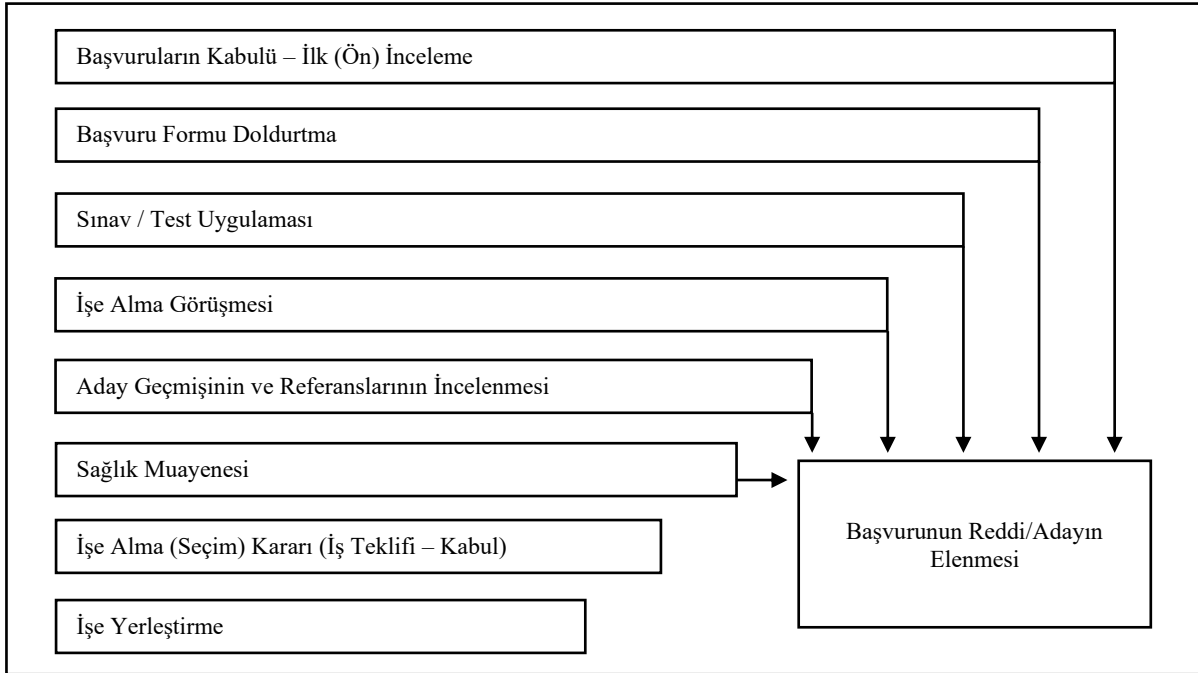 Başvuruların Kabulü – İlk (Ön) İnceleme
Başvuru Formu Doldurtma
Sınav / Test Uygulaması
İşe Alma Görüşmesi
Aday Geçmişinin ve Referanslarının İncelenmesi
Sağlık Muayenesi
İşe Alma (Seçim) Kararı (İş Teklifi – Kabul)
İşe Yerleştirme
Başvurunun Reddi/Adayın
Elenmesi